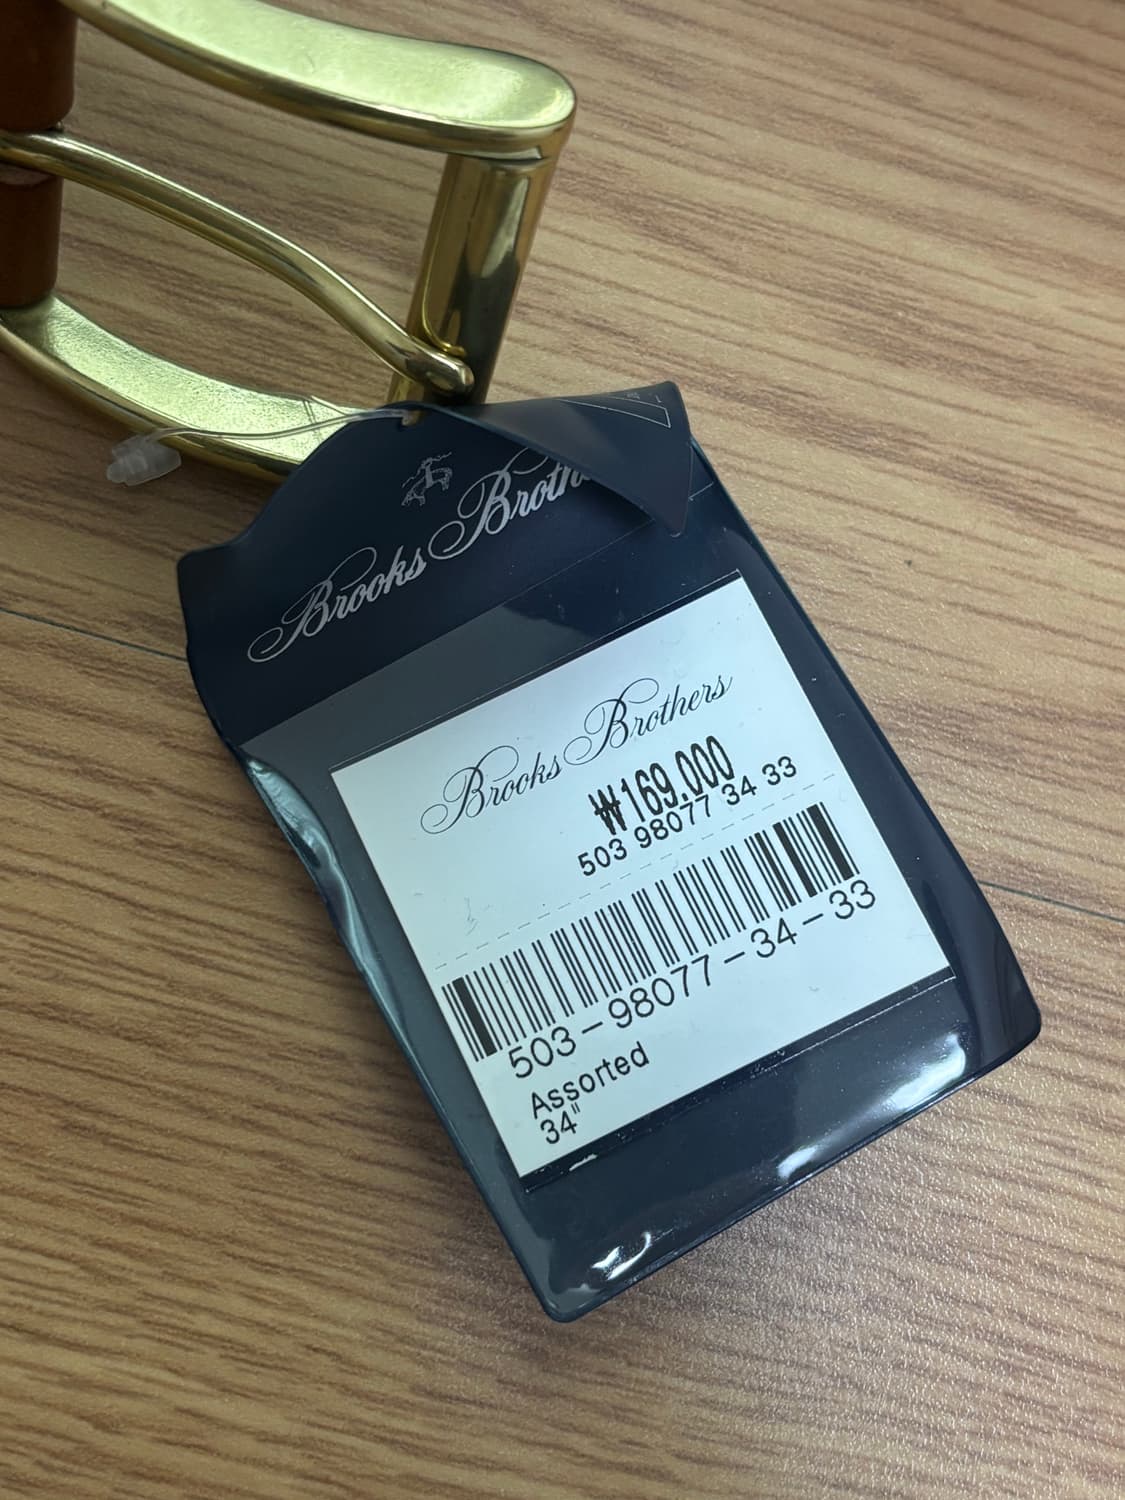 Brooks Broth
Brooks Brothers
₩169,000
503 98077 34 33
503-98077-34-33
Assorted
34"